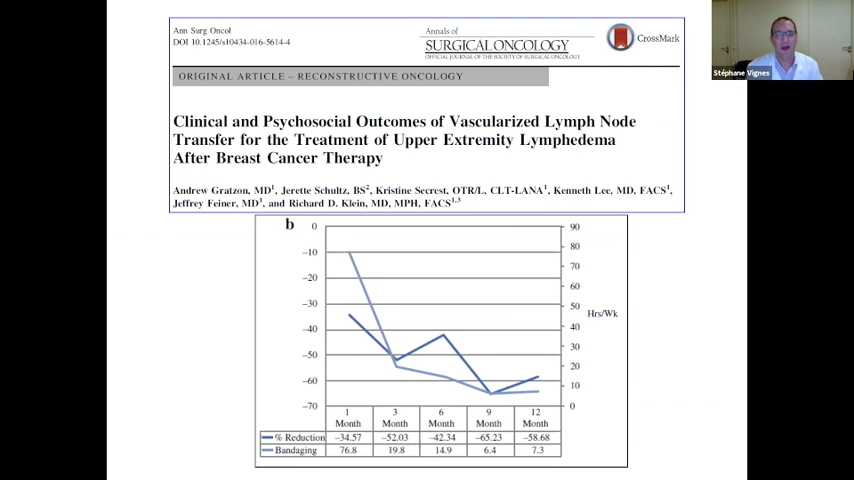 Ann Surg Oncol
DOI 10.1245/s10434-016-5614-4
Annals of
SURGICAL ONCOLOGY
OFFICIAL JOURNAL OF THE SOCIETY OF SURGICAL ONCOLOGY
CrossMark
Stéphane Vignes
ORIGINAL ARTICLE – RECONSTRUCTIVE ONCOLOGY
Clinical and Psychosocial Outcomes of Vascularized Lymph Node
Transfer for the Treatment of Upper Extremity Lymphedema
After Breast Cancer Therapy
Andrew Gratzon, MD1, Jerette Schultz, BS2, Kristine Secrest, OTR/L, CLT-LANA1, Kenneth Lee, MD, FACS1,
Jeffrey Feiner, MD1, and Richard D. Klein, MD, MPH, FACS1,3
b
0 90
−10 80
−20 70
−30 60
−40 50
−50 40
−60 30
−70 20
10
0
Hrs/Wk
1 Month 3 Month 6 Month 9 Month 12 Month
% Reduction −34.57 −52.03 −42.34 −65.23 −58.68
Bandaging 76.8 19.8 14.9 6.4 7.3